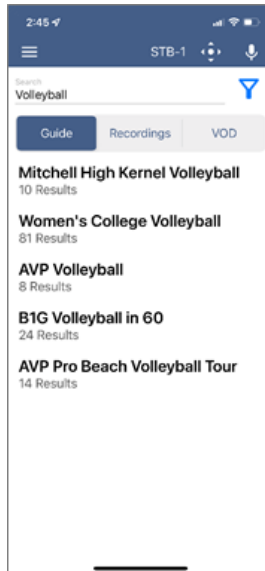 2:45
STB-1
Search
Volleyball
Guide Recordings VOD
Mitchell High Kernel Volleyball
10 Results
Women's College Volleyball
81 Results
AVP Volleyball
8 Results
B1G Volleyball in 60
24 Results
AVP Pro Beach Volleyball Tour
14 Results